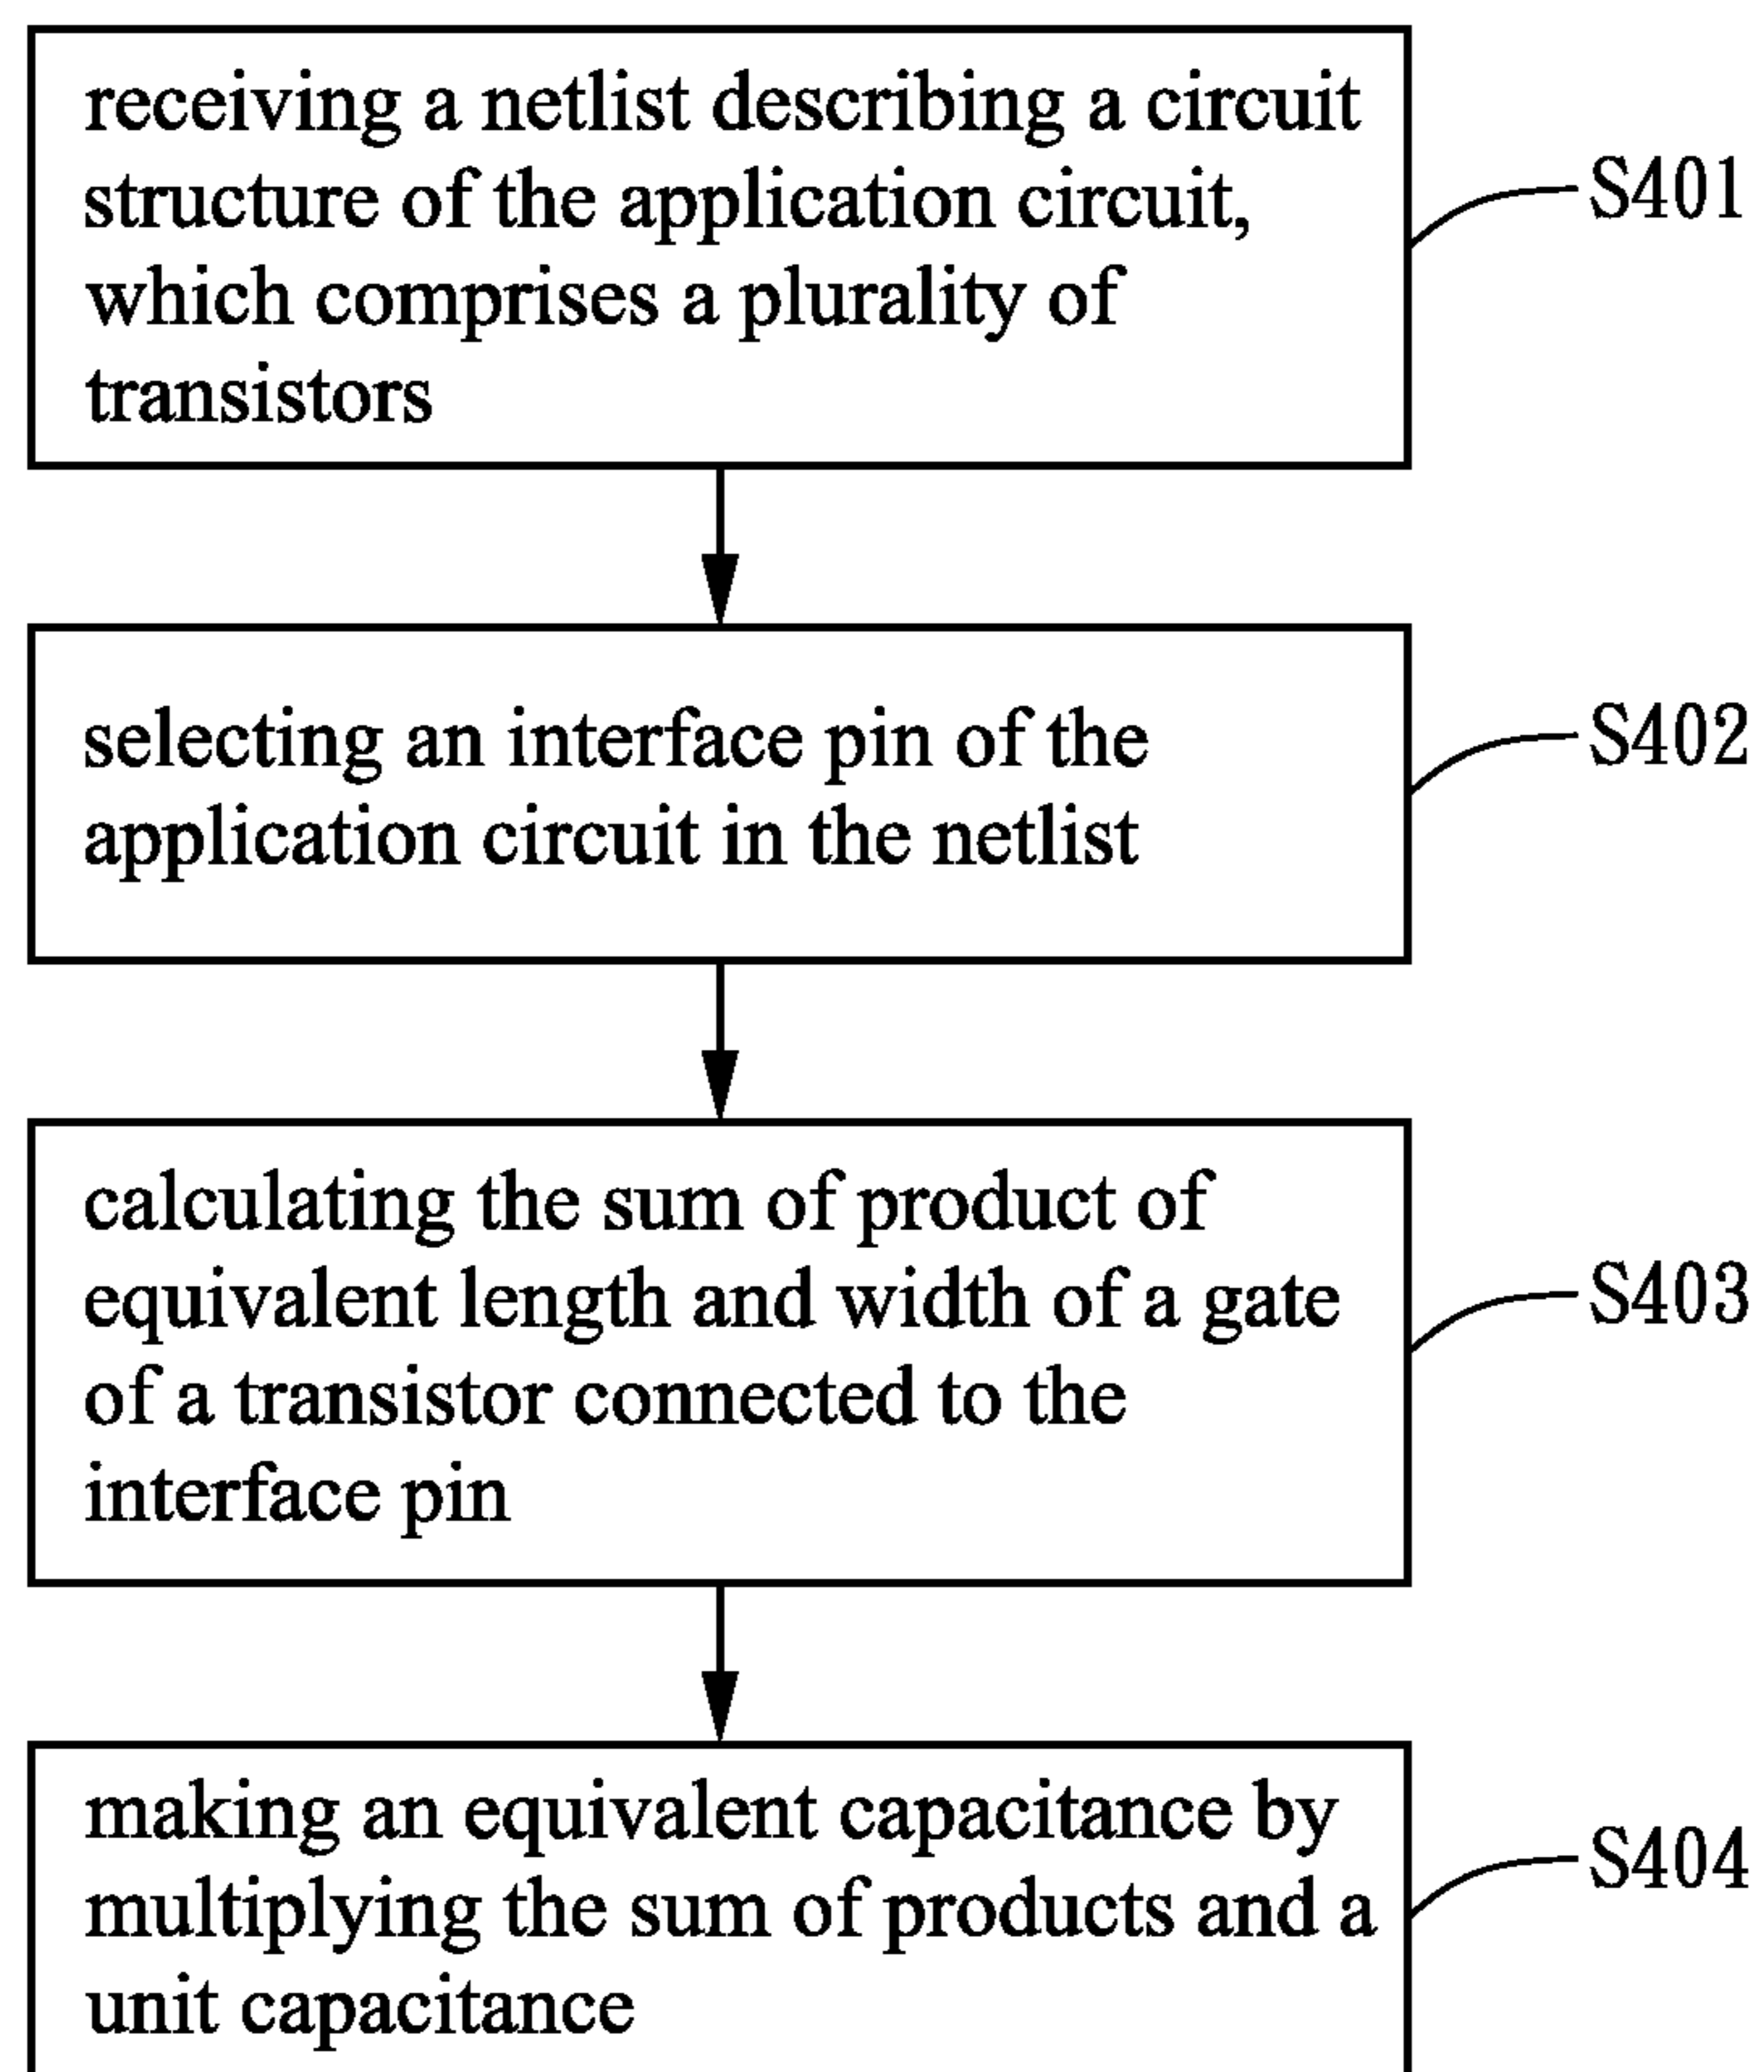 receiving a netlist describing a circuit
structure of the application circuit,
which comprises a plurality of
transistors
S401
selecting an interface pin of the
application circuit in the netlist
S402
calculating the sum of product of
equivalent length and width of a gate
of a transistor connected to the
interface pin
S403
making an equivalent capacitance by
multiplying the sum of products and a
unit capacitance
S404